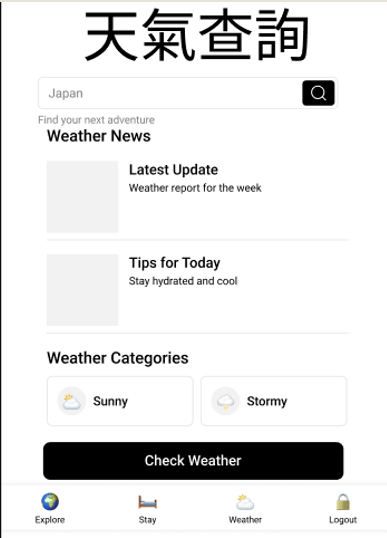 天氣查詢
Japan
Find your next adventure
Weather News
Latest Update
Weather report for the week
Tips for Today
Stay hydrated and cool
Weather Categories
Sunny
Stormy
Check Weather
Explore
Stay
Weather
Logout